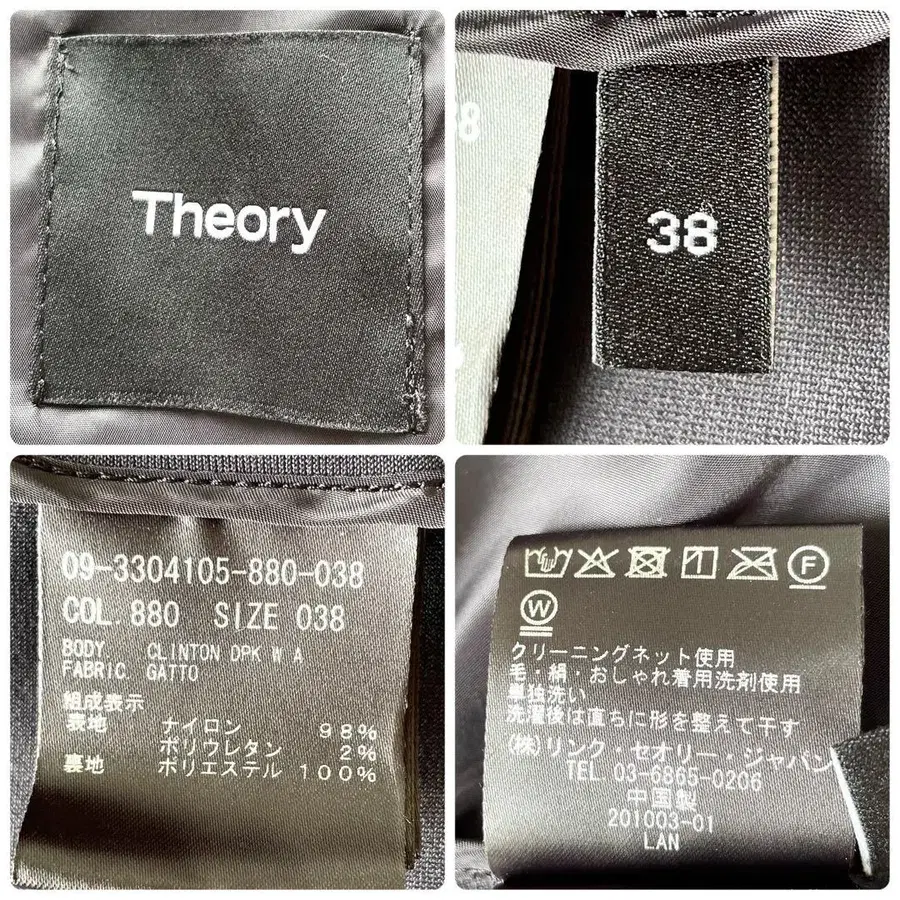 Theory
38
09-3304105-880-038
COL. 880 SIZE 038
BODY CLINTON DPK W A
FABRIC GATTO
組成表示
表地 ナイロン 98%
ポリウレタン 2%
裏地 ポリエステル 100%
F
W
クリーニングネット使用
毛・絹・おしゃれ着用洗剤使用
単独洗い
洗濯後は直ちに形を整えて干す
(株)リンク・セオリー・ジャパン
TEL. 03-6865-0206
中国製
201003-01
LAN